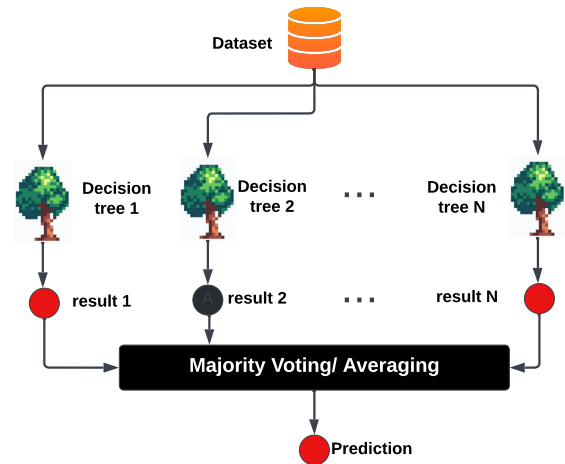 Dataset
Decision
tree 1
Decision
tree 2
...
Decision
tree N
result 1
A
result 2
...
result N
Majority Voting/ Averaging
Prediction